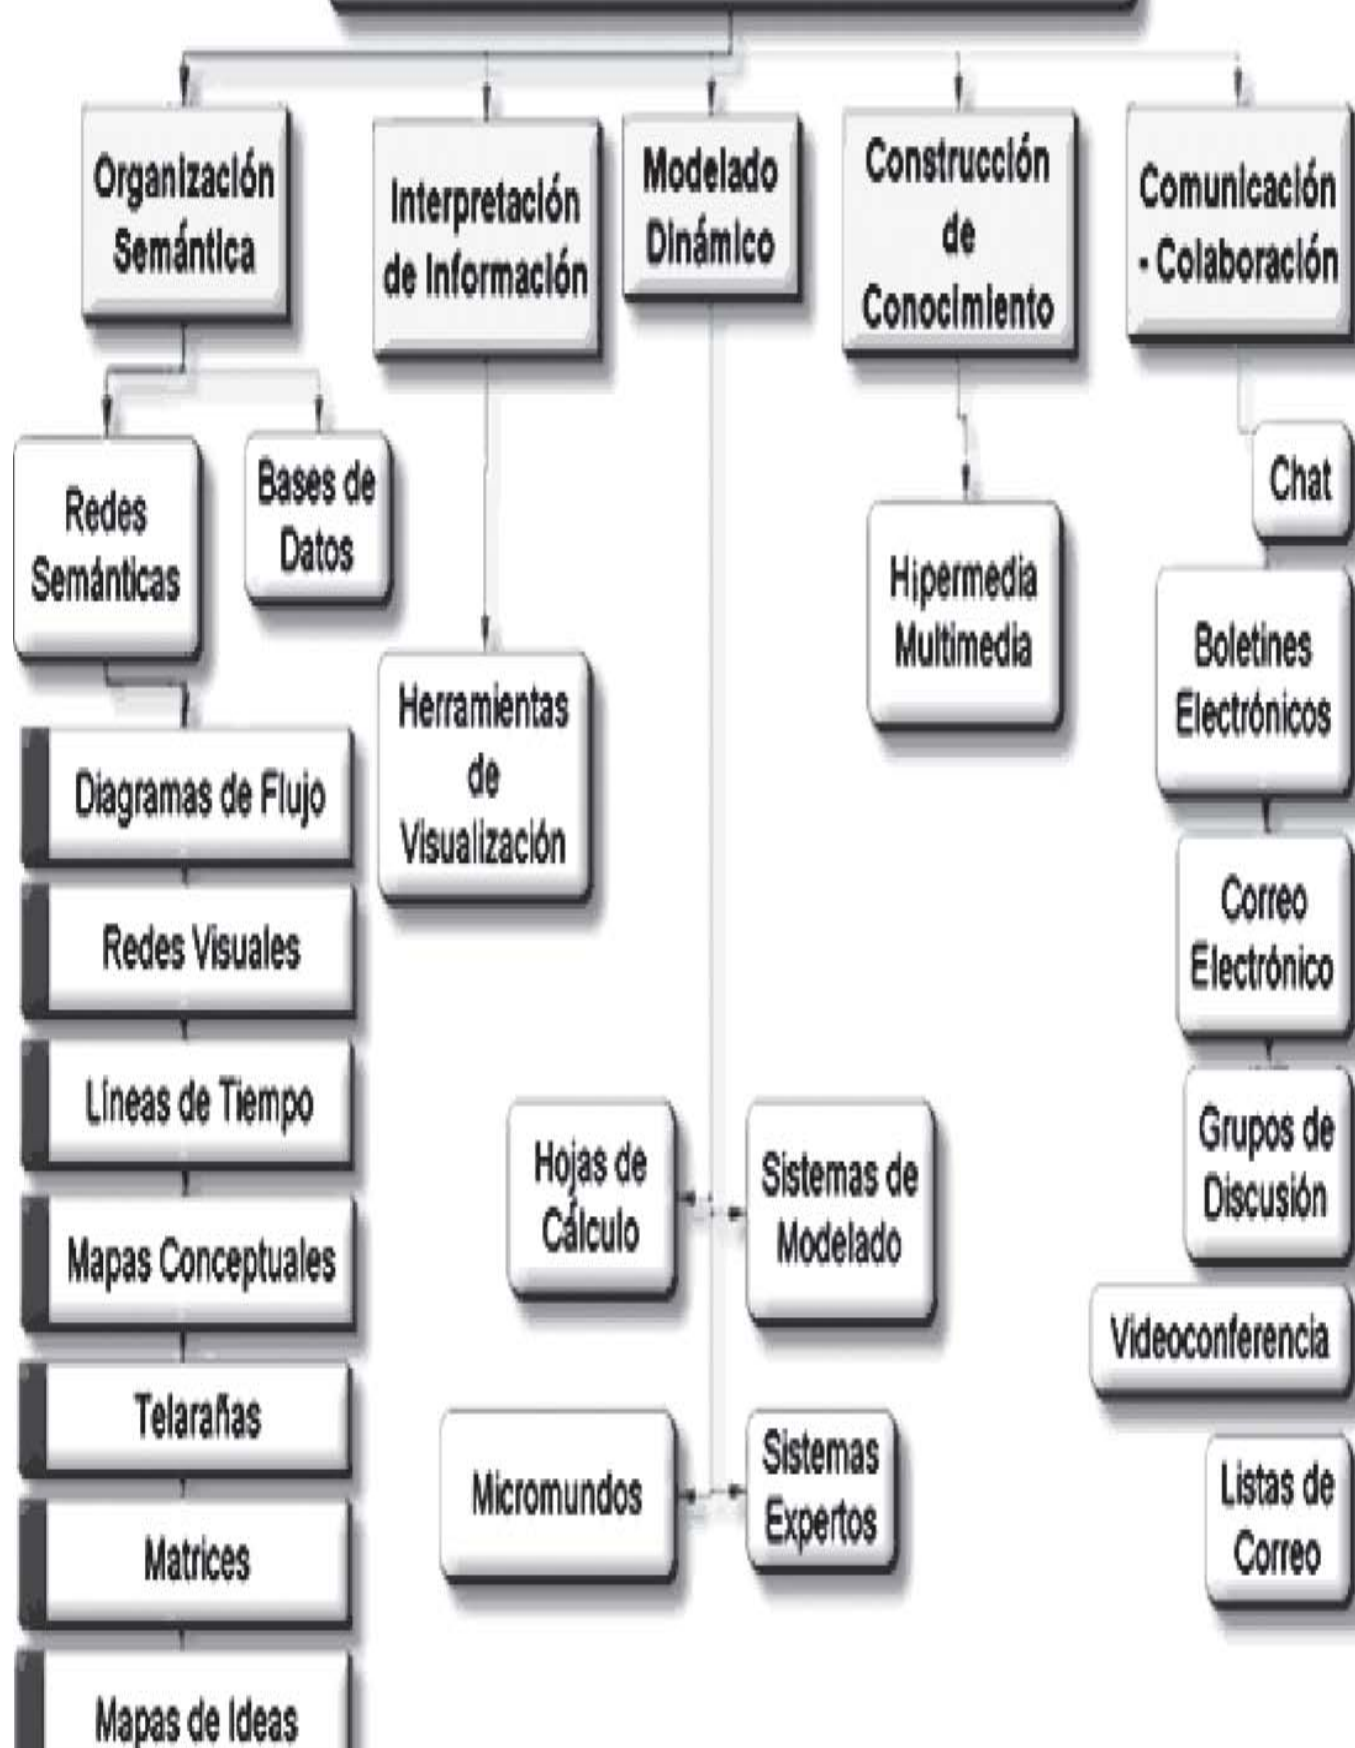 Organización
Semántica
Interpretación
de Información
Modelado
Dinámico
Construcción
de
Conocimiento
Comunicación
- Colaboración
Redes
Semánticas
Bases de
Datos
Diagramas de Flujo
Redes Visuales
Líneas de Tiempo
Mapas Conceptuales
Telarañas
Matrices
Mapas de Ideas
Herramientas
de
Visualización
Hojas de
Cálculo
Sistemas de
Modelado
Micromundos
Sistemas
Expertos
Hipermedia
Multimedia
Chat
Boletines
Electrónicos
Correo
Electrónico
Grupos de
Discusión
Videoconferencia
Listas de
Correo